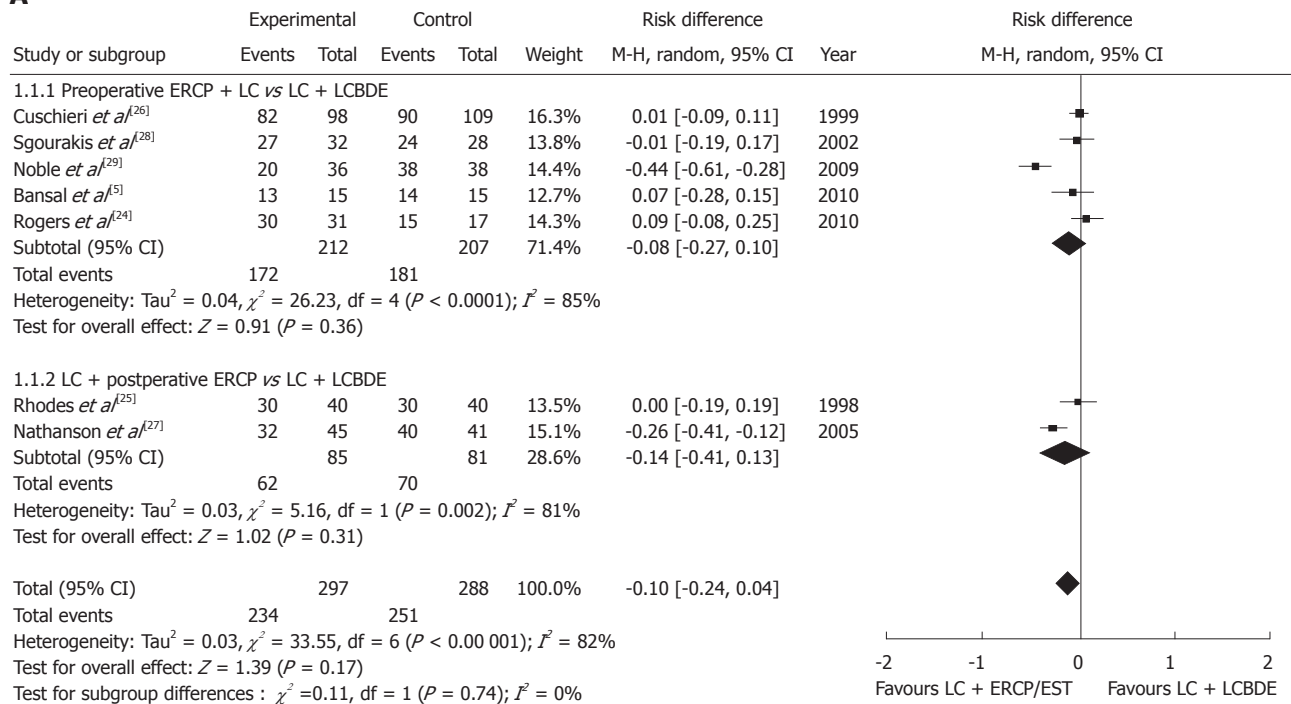 A
Experimental Control Risk difference Risk difference
Study or subgroup Events Total Events Total Weight M-H, random, 95% CI Year M-H, random, 95% CI
1.1.1 Preoperative ERCP + LC vs LC + LCBDE
Cuschieri et al[26] 82 98 90 109 16.3% 0.01 [-0.09, 0.11] 1999
Sgourakis et al[28] 27 32 24 28 13.8% -0.01 [-0.19, 0.17] 2002
Noble et al[29] 20 36 38 38 14.4% -0.44 [-0.61, -0.28] 2009
Bansal et al[5] 13 15 14 15 12.7% 0.07 [-0.28, 0.15] 2010
Rogers et al[24] 30 31 15 17 14.3% 0.09 [-0.08, 0.25] 2010
Subtotal (95% CI) 212 207 71.4% -0.08 [-0.27, 0.10]
Total events 172 181
Heterogeneity: Tau² = 0.04, χ² = 26.23, df = 4 (P < 0.0001); I² = 85%
Test for overall effect: Z = 0.91 (P = 0.36)
1.1.2 LC + postperative ERCP vs LC + LCBDE
Rhodes et al[25] 30 40 30 40 13.5% 0.00 [-0.19, 0.19] 1998
Nathanson et al[27] 32 45 40 41 15.1% -0.26 [-0.41, -0.12] 2005
Subtotal (95% CI) 85 81 28.6% -0.14 [-0.41, 0.13]
Total events 62 70
Heterogeneity: Tau² = 0.03, χ² = 5.16, df = 1 (P = 0.002); I² = 81%
Test for overall effect: Z = 1.02 (P = 0.31)
Total (95% CI) 297 288 100.0% -0.10 [-0.24, 0.04]
Total events 234 251
Heterogeneity: Tau² = 0.03, χ² = 33.55, df = 6 (P < 0.00 001); I² = 82%
Test for overall effect: Z = 1.39 (P = 0.17)
Test for subgroup differences : χ² =0.11, df = 1 (P = 0.74); I² = 0%
-2 -1 0 1 2
Favours LC + ERCP/EST Favours LC + LCBDE